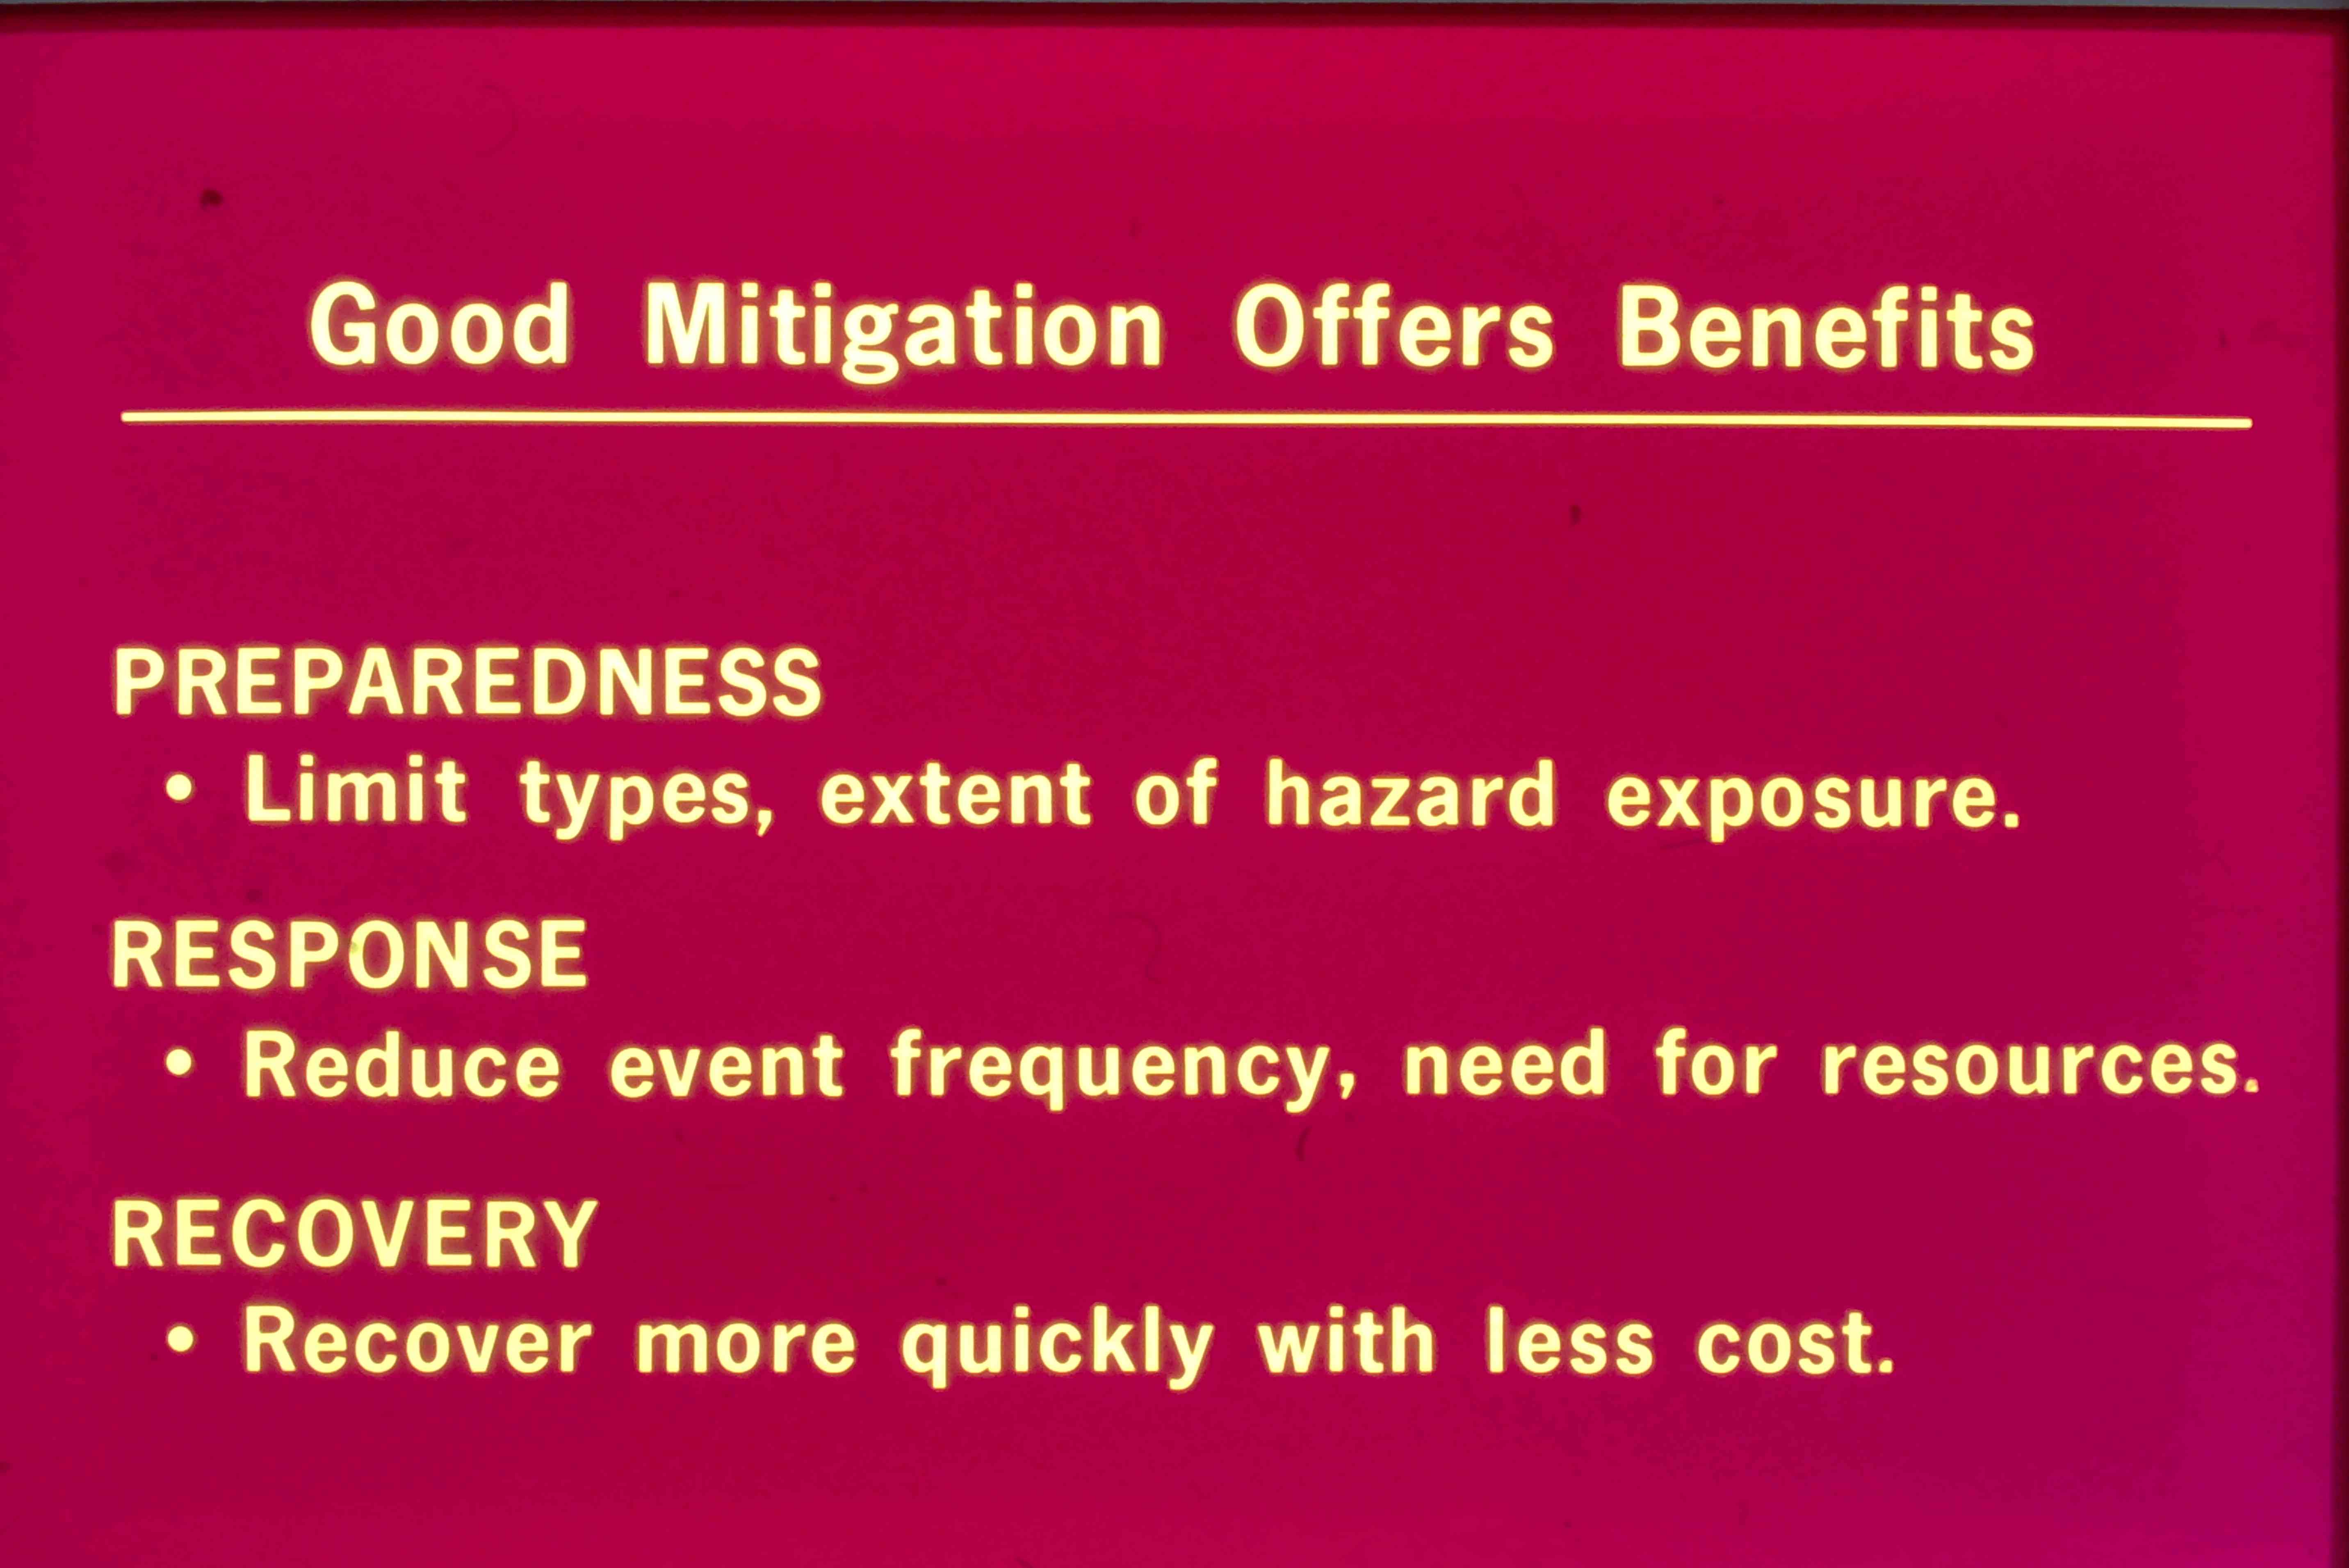 Good Mitigation Offers Benefits
PREPAREDNESS
• Limit types, extent of hazard exposure.
RESPONSE
• Reduce event frequency, need for resources.
RECOVERY
• Recover more quickly with less cost.